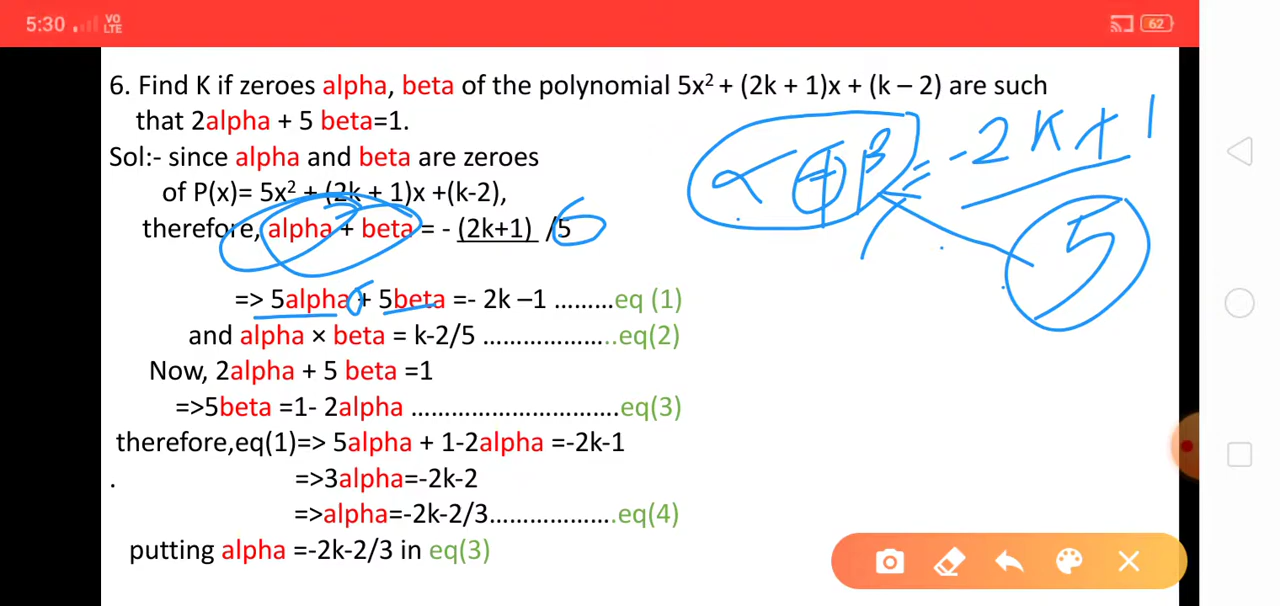 5:30 VO LTE 62
6. Find K if zeroes alpha, beta of the polynomial 5x² + (2k + 1)x + (k – 2) are such
that 2alpha + 5 beta=1.
Sol:- since alpha and beta are zeroes
of P(x)= 5x² + (2k + 1)x +(k-2),
therefore, alpha + beta = - (2k+1) /5
=> 5alpha + 5beta =- 2k –1 .........eq (1)
and alpha × beta = k-2/5 ....................eq(2)
Now, 2alpha + 5 beta =1
=>5beta =1- 2alpha ..............................eq(3)
therefore,eq(1)=> 5alpha + 1-2alpha =-2k-1
=>3alpha=-2k-2
.
=>alpha=-2k-2/3...................eq(4)
putting alpha =-2k-2/3 in eq(3)
α + β = -2K+1
5